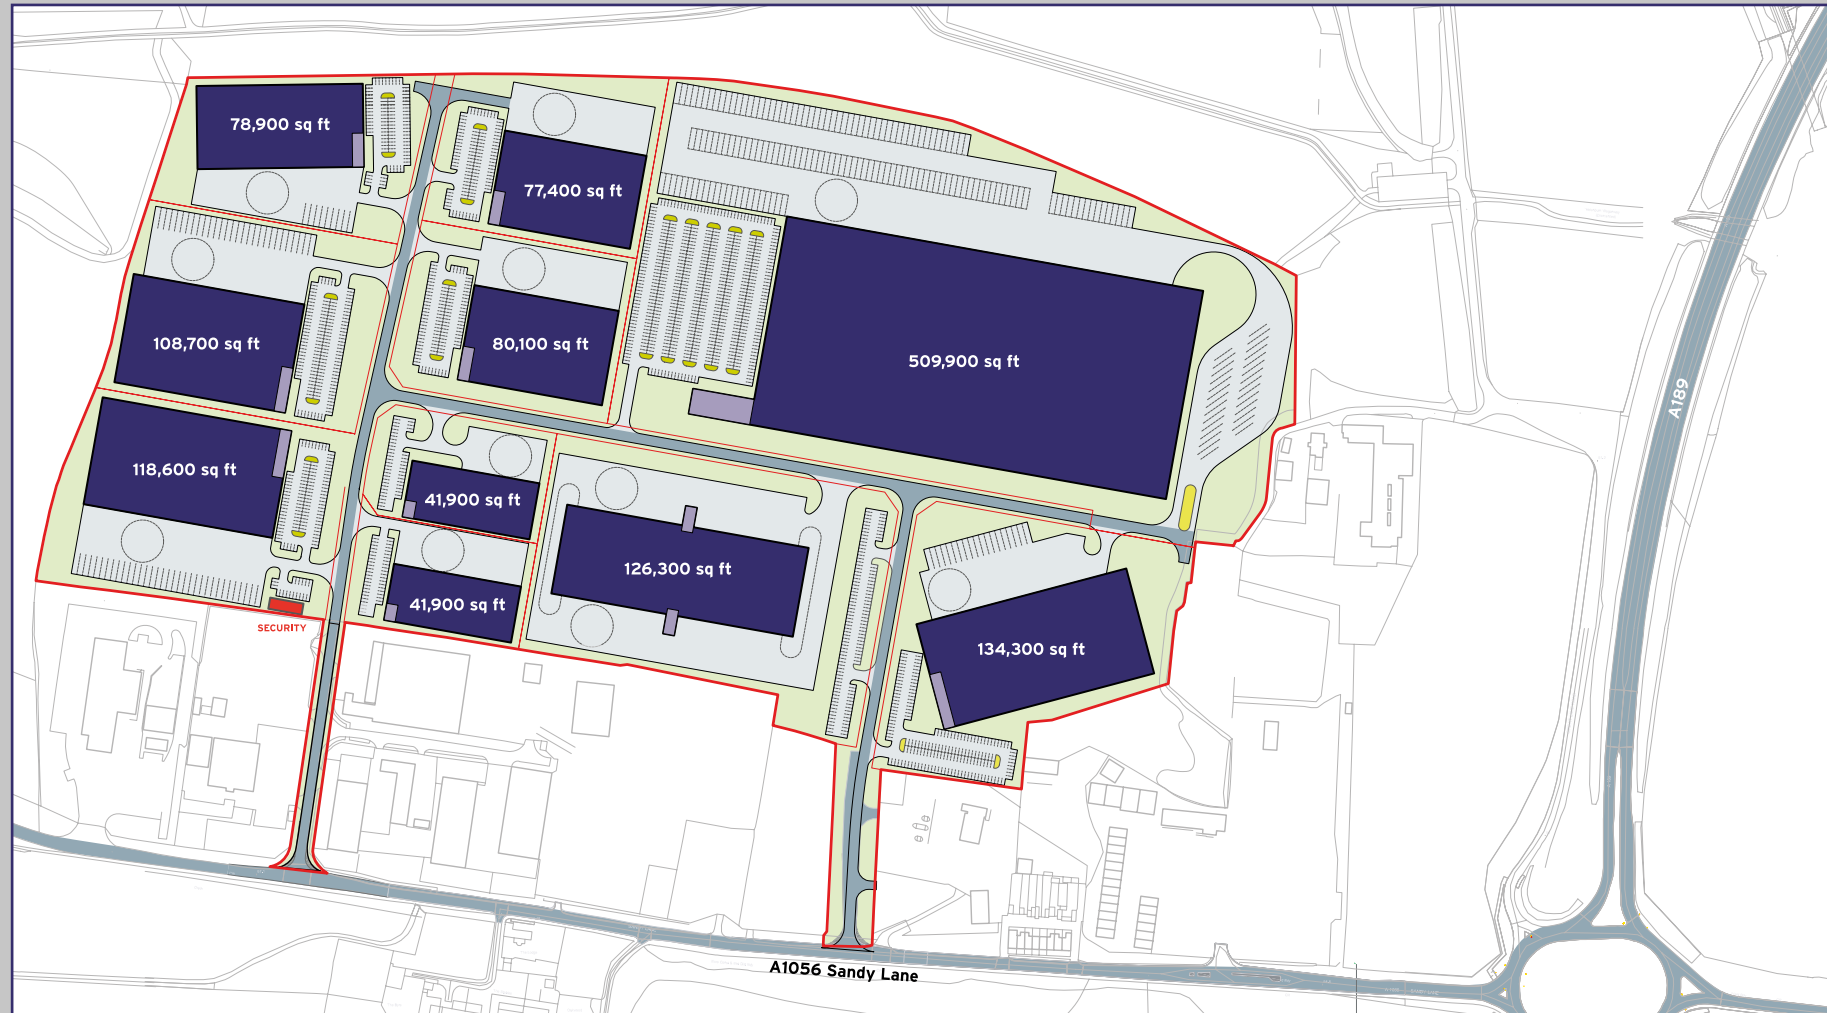 78,900 sq ft
77,400 sq ft
108,700 sq ft
80,100 sq ft
509,900 sq ft
A189
118,600 sq ft
41,900 sq ft
126,300 sq ft
41,900 sq ft
SECURITY
134,300 sq ft
A1056 Sandy Lane